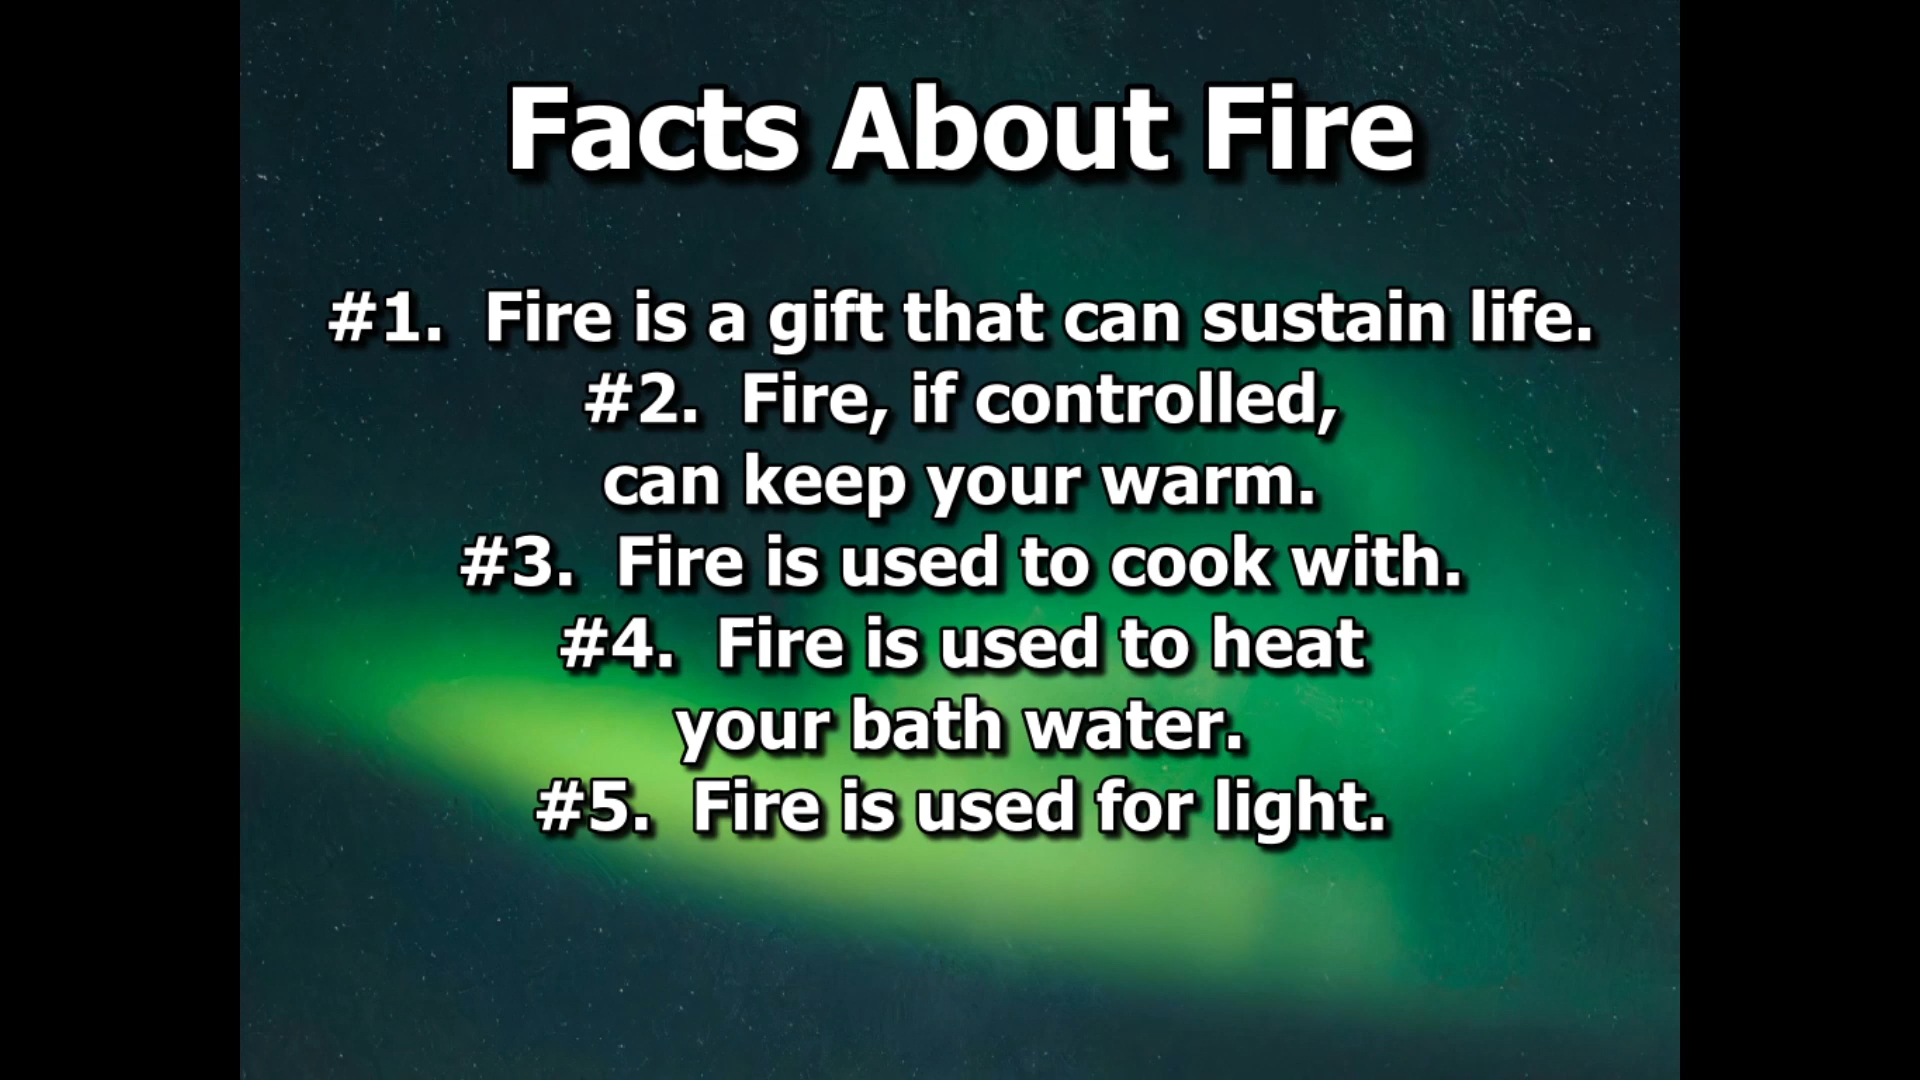 Facts About Fire
#1.  Fire is a gift that can sustain life.
#2.  Fire, if controlled,
can keep your warm.
#3.  Fire is used to cook with.
#4.  Fire is used to heat
your bath water.
#5.  Fire is used for light.